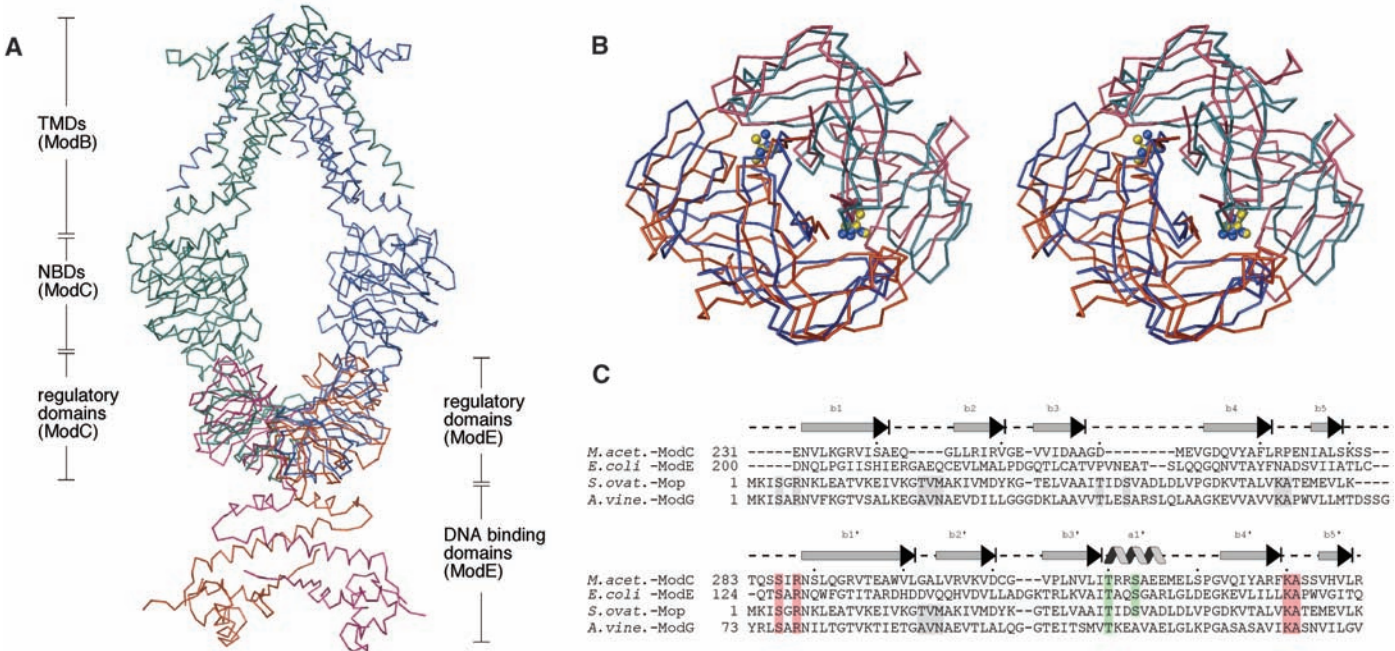 A
TMDs
(ModB)
NBDs
(ModC)
regulatory
domains
(ModC)
regulatory
domains
(ModE)
DNA binding
domains
(ModE)
B
C
b1 b2 b3 b4 b5
M.acet.-ModC 231 -----ENVLKGRVISAEQ----GLLRIRVGE-VVIDAAGD-------MEVGDQVYAFLRPENIALSKSS--
E.coli -ModE 200 -----DNQLPGIISHIERGAEQCEVLMALPDGQTLCATVPVNEAT--SLQQGQNVTAYFNADSVIIATLC-
S.ovat.-Mop 1 MKISGRNKLEATVKEIVKGTVMAKIVMDYKG-TELVAAITIDSVADLDLVPGDKVTALVKATEMEVLK----
A.vine.-ModG 1 MKISARNVFKGTVSALKEGAVNAEVDILLGGGDKLAAVVTLESARSLQLAAGKEVVAVVKAPWVLLMTDSSG
b1' b2' b3' a1' b4' b5'
M.acet.-ModC 283 TQSSIRNSLQGRVTEAWVLGALVRVKVDCG---VPLNVLITRRSAEEMELSPGVQIYARFKASSVHVLR
E.coli -ModE 124 -QTSARNQWFGTITARDHDDVQQHVDVLLADGKTRLKVAITAQSGARLGLDEGKEVLILLKAPWVGITQ
S.ovat.-Mop 1 MKISGRNKLEATVKEIVKGTVMAKIVMDYK--GTELVAAITIDSVADLDLVPGDKVTALVKATEMEVLK
A.vine.-ModG 73 YRLSARNILTGTVKTIETGAVNAEVTLALQG-GTEITSMVTKEAVAELGLKPGASASAVIKASNVILGV